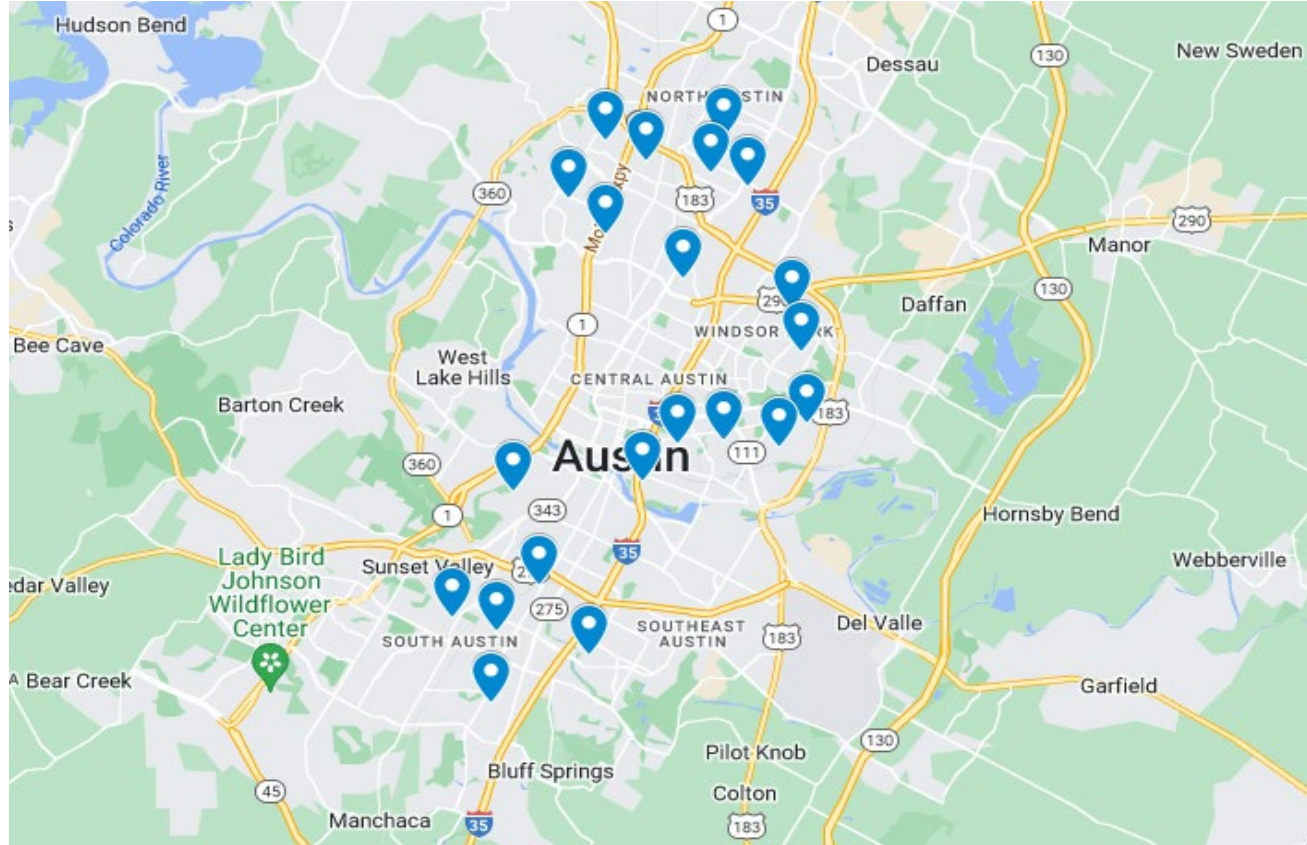 Hudson Bend
1
New Sweden
130
Dessau
NORTH AUSTIN
Colorado River
360
183
35
290
Manor
130
290
Daffan
1
WINDSOR PARK
Bee Cave
West
Lake Hills
CENTRAL AUSTIN
Barton Creek
183
Austin
111
360
343
1
Hornsby Bend
35
Webberville
Lady Bird
Johnson
Wildflower
Center
Sunset Valley
edar Valley
275
SOUTH AUSTIN
SOUTHEAST
AUSTIN
183
Del Valle
Bear Creek
Garfield
130
Pilot Knob
Bluff Springs
45
Colton
Manchaca
35
183